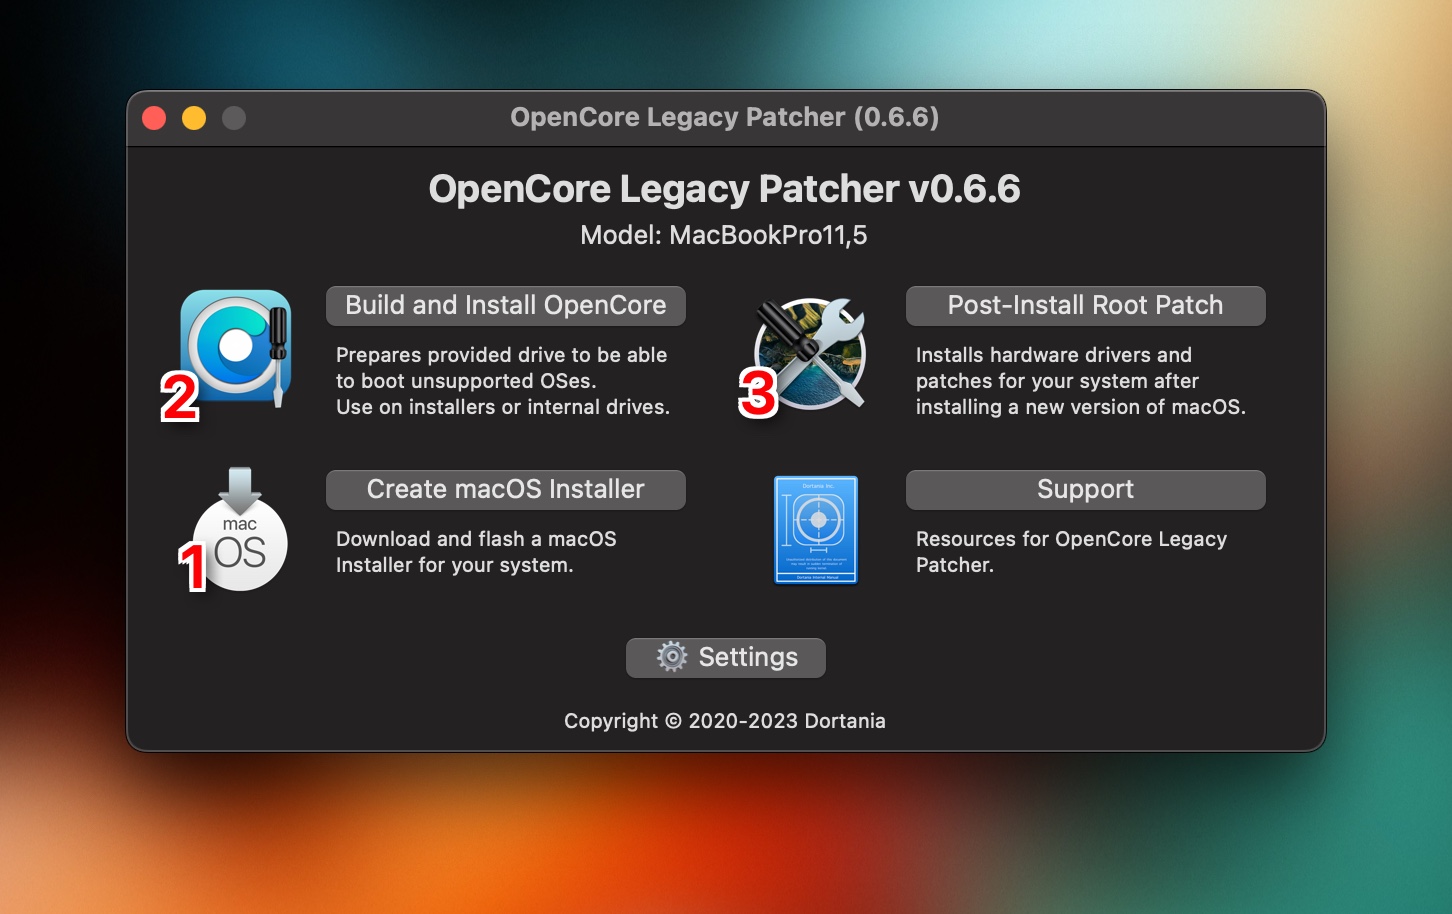 OpenCore Legacy Patcher (0.6.6)
OpenCore Legacy Patcher v0.6.6
Model: MacBookPro11,5
Build and Install OpenCore
Prepares provided drive to be able
to boot unsupported OSes.
Use on installers or internal drives.
2
Post-Install Root Patch
Installs hardware drivers and
patches for your system after
installing a new version of macOS.
3
Create macOS Installer
Download and flash a macOS
Installer for your system.
mac
OS
1
Support
Resources for OpenCore Legacy
Patcher.
Dortania Inc.
Dortania Internal Manual
Settings
Copyright © 2020-2023 Dortania